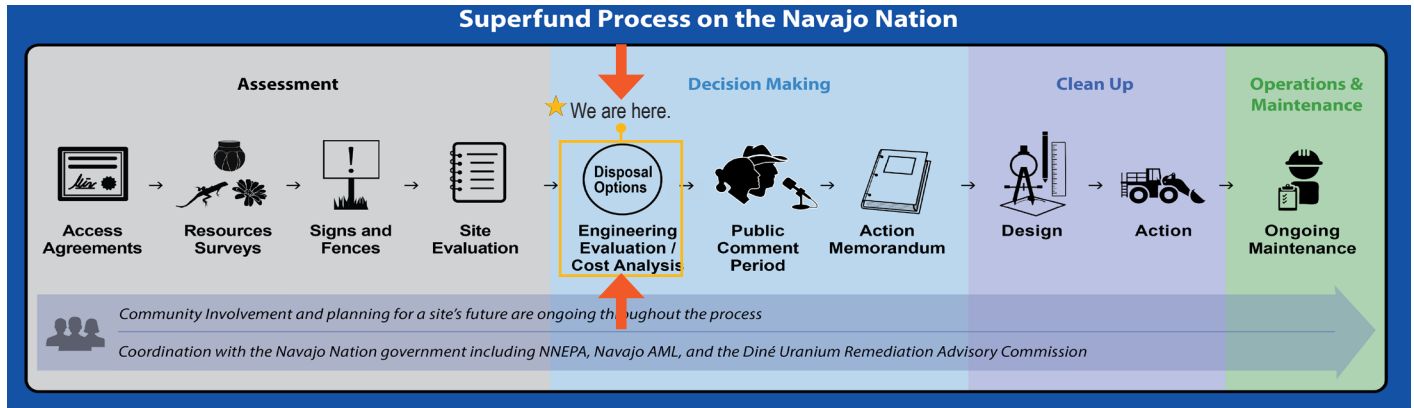 Superfund Process on the Navajo Nation
Assessment
Decision Making
Clean Up
Operations &
Maintenance
We are here.
!
Disposal
Options
Access
Agreements
Resources
Surveys
Signs and
Fences
Site
Evaluation
Engineering
Evaluation /
Cost Analysis
Public
Comment
Period
Action
Memorandum
Design
Action
Ongoing
Maintenance
Community Involvement and planning for a site's future are ongoing throughout the process
Coordination with the Navajo Nation government including NNEPA, Navajo AML, and the Diné Uranium Remediation Advisory Commission